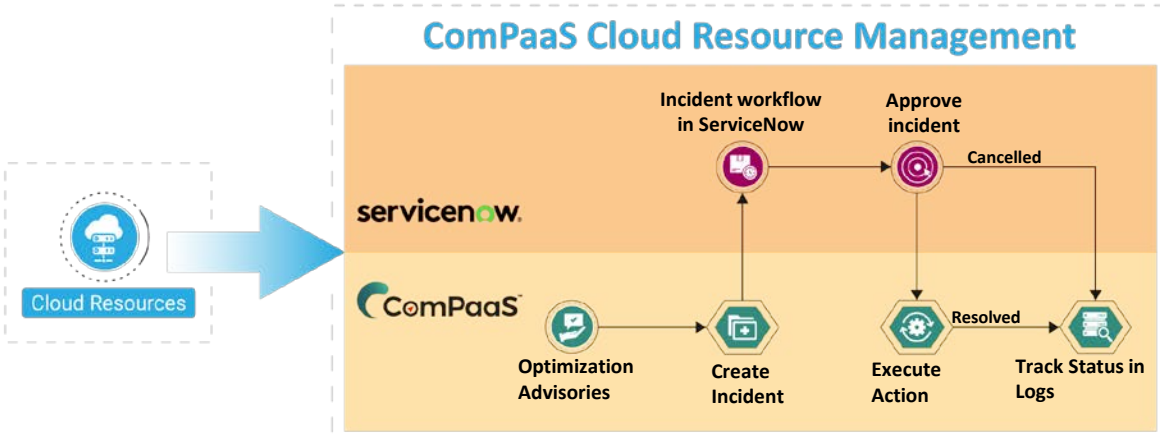 ComPaaS Cloud Resource Management
Incident workflow
in ServiceNow
Approve
incident
Cancelled
servicenow.
Cloud Resources
ComPaaS™
Resolved
Optimization
Advisories
Create
Incident
Execute
Action
Track Status in
Logs